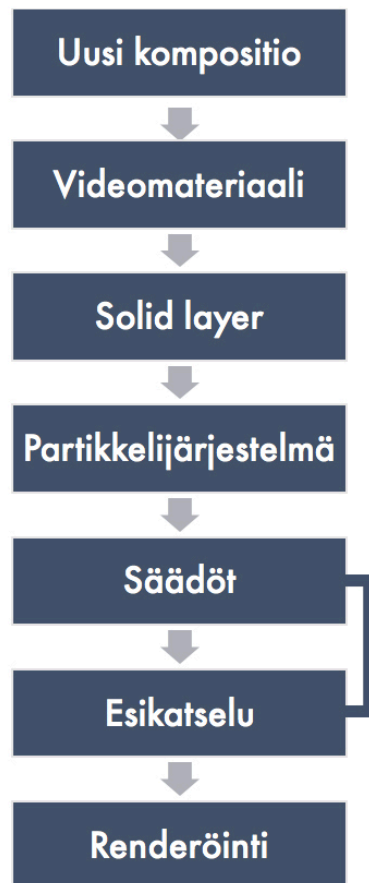 Uusi kompositio
Videomateriaali
Solid layer
Partikkelijärjestelmä
Säädöt
Esikatselu
Renderöinti